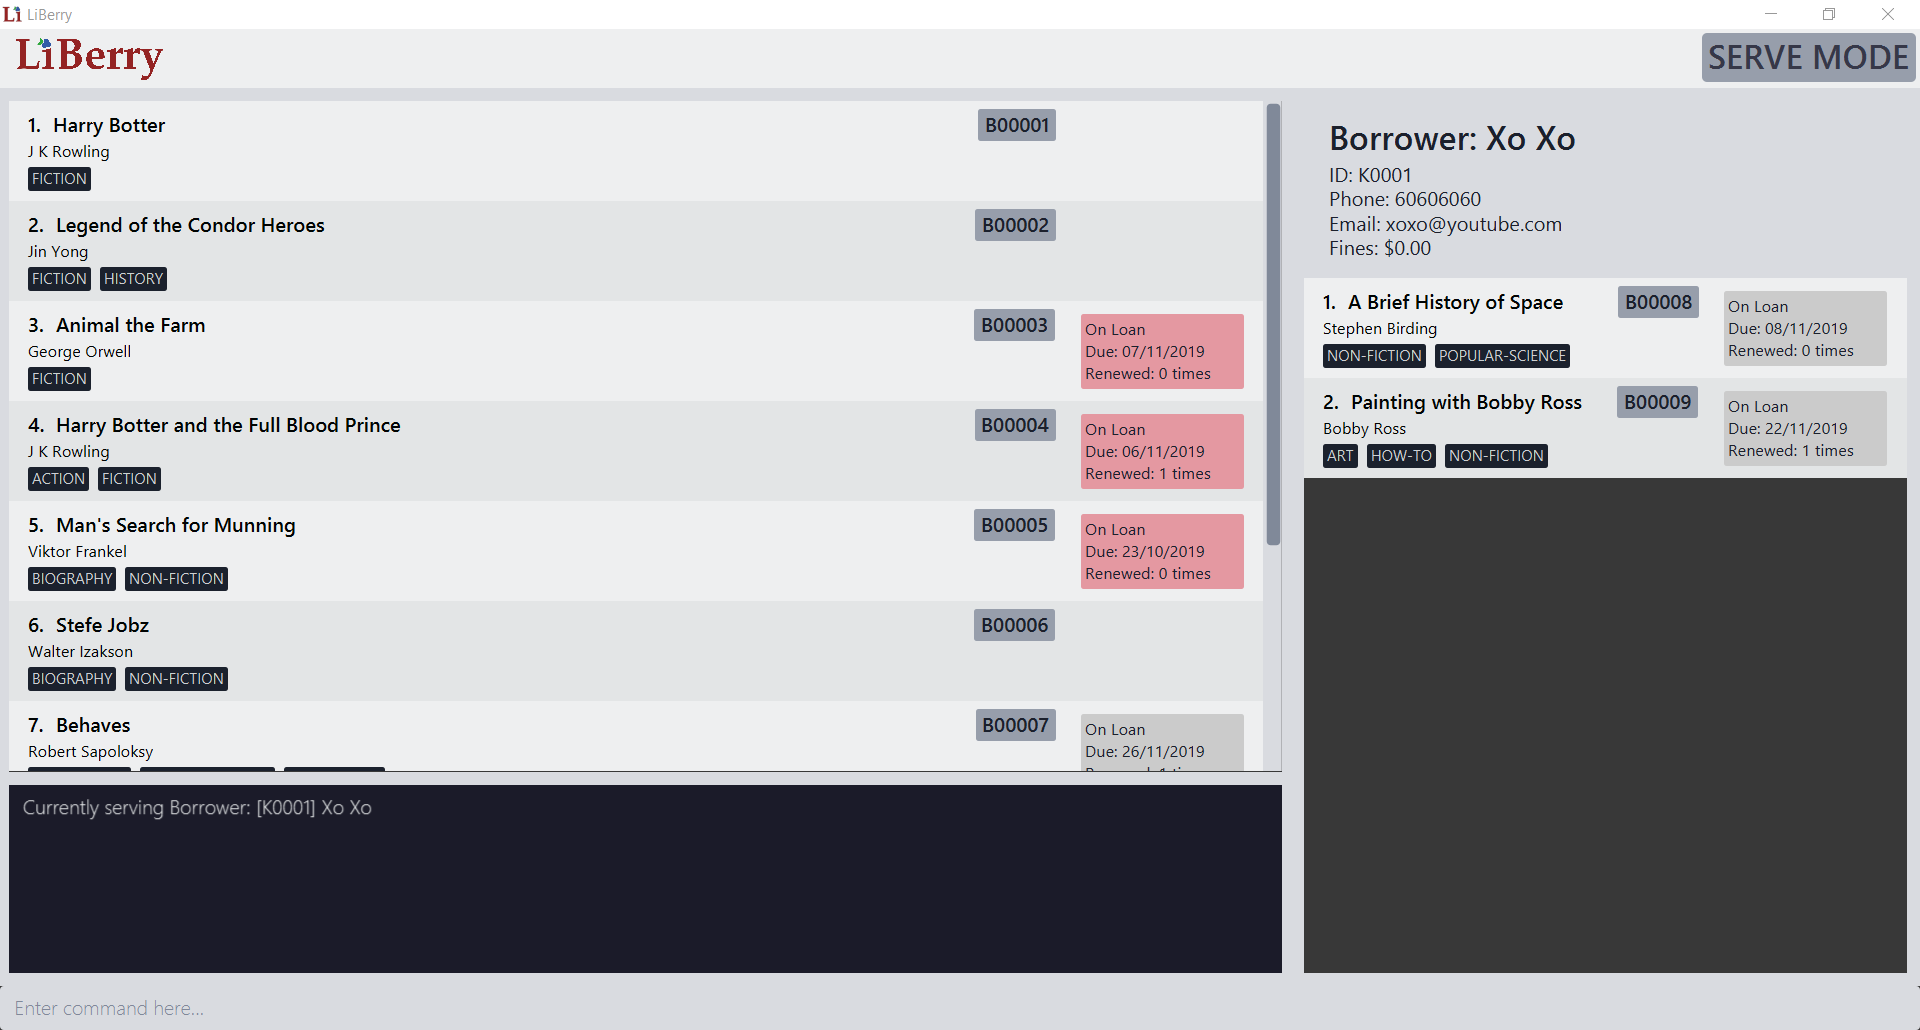 LiBerry
LiBerry
SERVE MODE
1. Harry Botter
B00001
J K Rowling
FICTION
2. Legend of the Condor Heroes
B00002
Jin Yong
FICTION HISTORY
3. Animal the Farm
B00003
George Orwell
FICTION
On Loan
Due: 07/11/2019
Renewed: 0 times
4. Harry Botter and the Full Blood Prince
B00004
J K Rowling
ACTION FICTION
On Loan
Due: 06/11/2019
Renewed: 1 times
5. Man's Search for Munning
B00005
Viktor Frankel
BIOGRAPHY NON-FICTION
On Loan
Due: 23/10/2019
Renewed: 0 times
6. Stefe Jobz
B00006
Walter Izakson
BIOGRAPHY NON-FICTION
7. Behaves
B00007
Robert Sapoloksy
On Loan
Due: 26/11/2019
Currently serving Borrower: [K0001] Xo Xo
Enter command here...
Borrower: Xo Xo
ID: K0001
Phone: 60606060
Email: xoxo@youtube.com
Fines: $0.00
1. A Brief History of Space
B00008
Stephen Birding
NON-FICTION POPULAR-SCIENCE
On Loan
Due: 08/11/2019
Renewed: 0 times
2. Painting with Bobby Ross
B00009
Bobby Ross
ART HOW-TO NON-FICTION
On Loan
Due: 22/11/2019
Renewed: 1 times